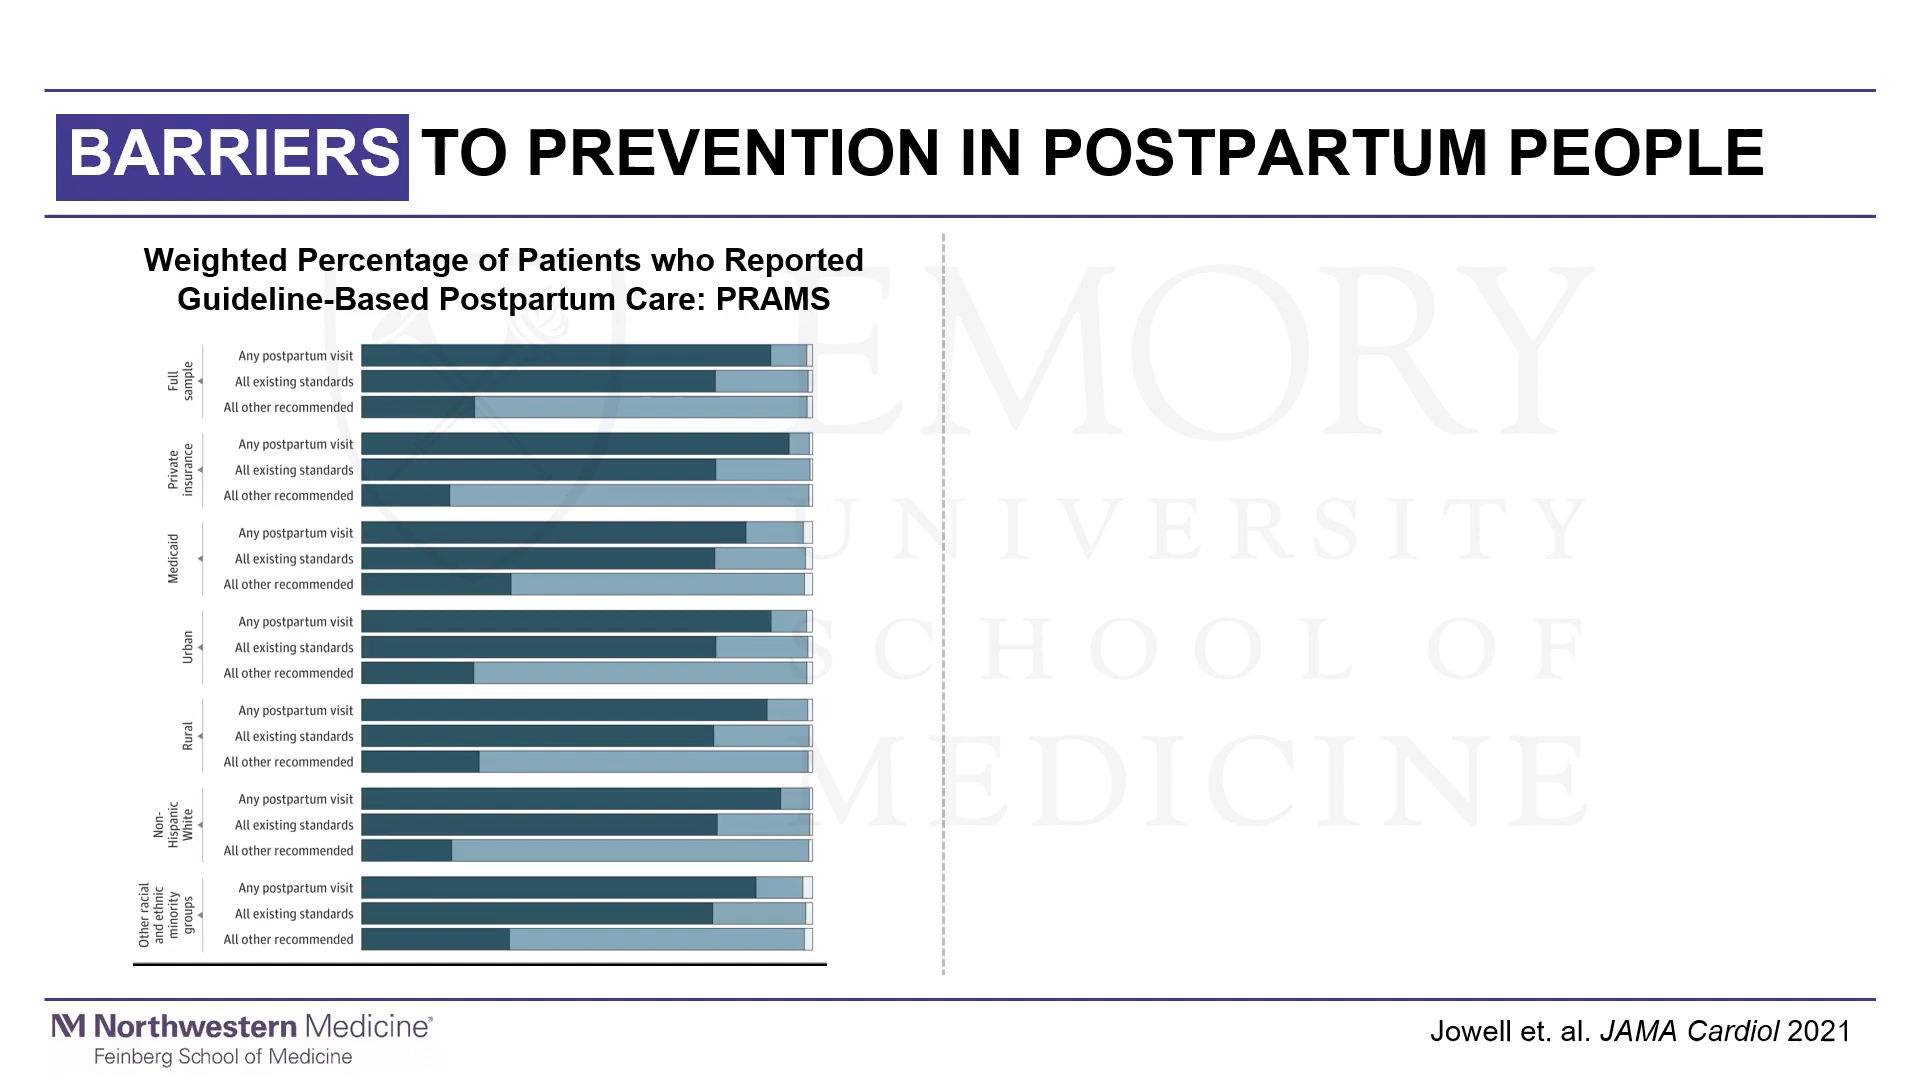 BARRIERS TO PREVENTION IN POSTPARTUM PEOPLE
Weighted Percentage of Patients who Reported
Guideline-Based Postpartum Care: PRAMS
Full
sample
Any postpartum visit
All existing standards
All other recommended
Private
insurance
Any postpartum visit
All existing standards
All other recommended
Medicaid
Any postpartum visit
All existing standards
All other recommended
Urban
Any postpartum visit
All existing standards
All other recommended
Rural
Any postpartum visit
All existing standards
All other recommended
Non-
Hispanic
White
Any postpartum visit
All existing standards
All other recommended
Other racial
and ethnic
minority
groups
Any postpartum visit
All existing standards
All other recommended
EMORY
UNIVERSITY
SCHOOL OF
MEDICINE
NM Northwestern Medicine®
Feinberg School of Medicine
Jowell et. al. JAMA Cardiol 2021